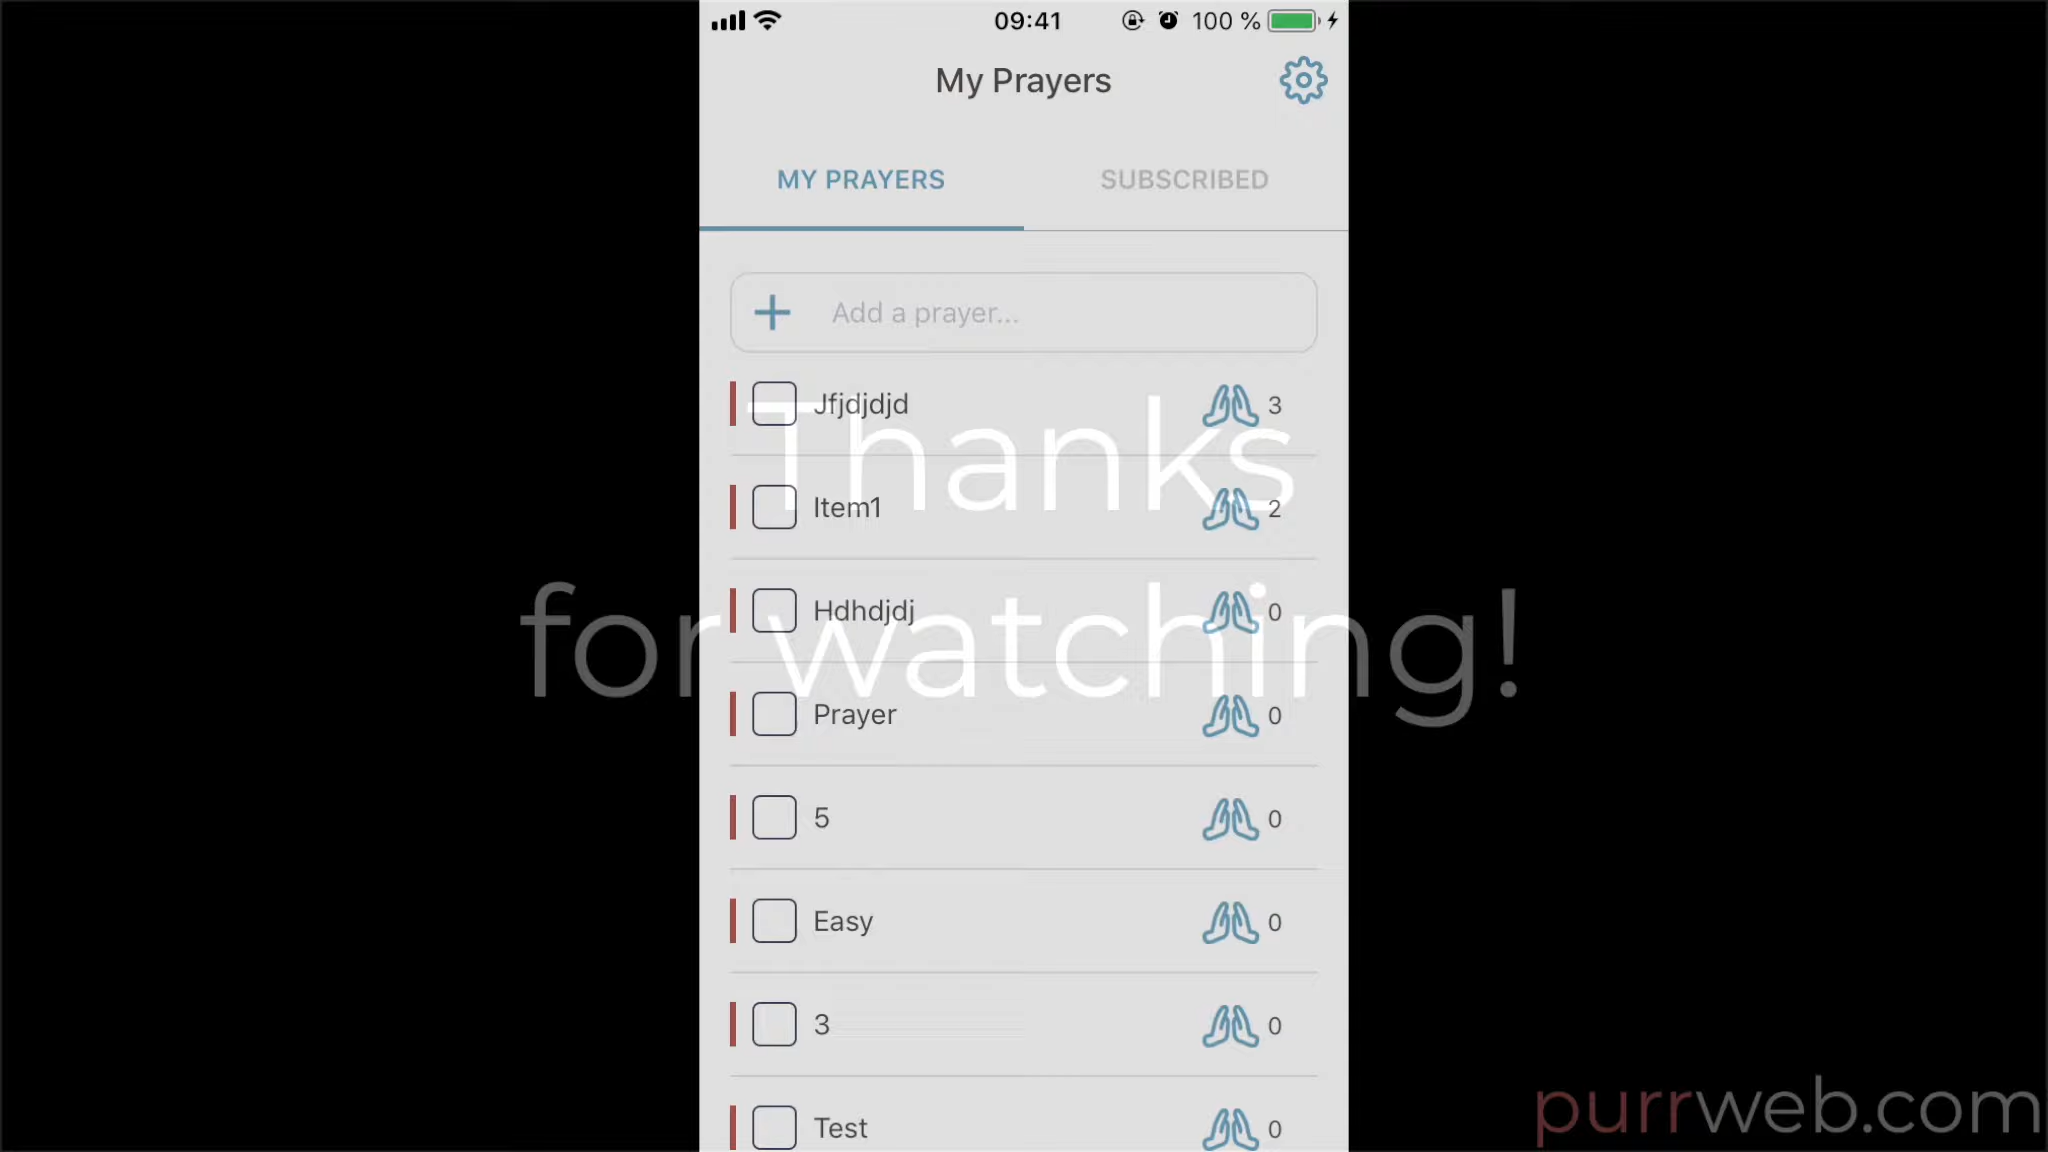 09:41 100 %
My Prayers
MY PRAYERS SUBSCRIBED
Add a prayer...
Jfjdjdjd 3
Thanks
Item1 2
Hdhdjdj 0
for watching!
Prayer 0
5 0
Easy 0
3 0
Test 0
purrweb.com